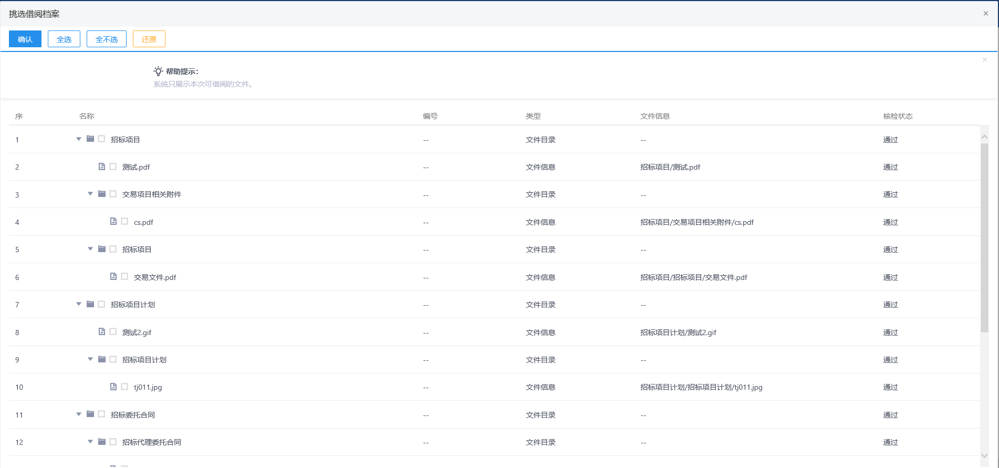 挑选借阅档案
确认 全选 全不选 还原
帮助提示：
系统只展示本次可借阅的文件。
序 名称 编号 类型 文件信息 核检状态
1 招标项目 -- 文件目录 -- 通过
2 测试.pdf -- 文件信息 招标项目/测试.pdf 通过
3 交易项目相关附件 -- 文件目录 -- 通过
4 cs.pdf -- 文件信息 招标项目/交易项目相关附件/cs.pdf 通过
5 招标项目 -- 文件目录 -- 通过
6 交易文件.pdf -- 文件信息 招标项目/招标项目/交易文件.pdf 通过
7 招标项目计划 -- 文件目录 -- 通过
8 测试2.gif -- 文件信息 招标项目计划/测试2.gif 通过
9 招标项目计划 -- 文件目录 -- 通过
10 tj011.jpg -- 文件信息 招标项目计划/招标项目计划/tj011.jpg 通过
11 招标委托合同 -- 文件目录 -- 通过
12 招标代理委托合同 -- 文件目录 -- 通过